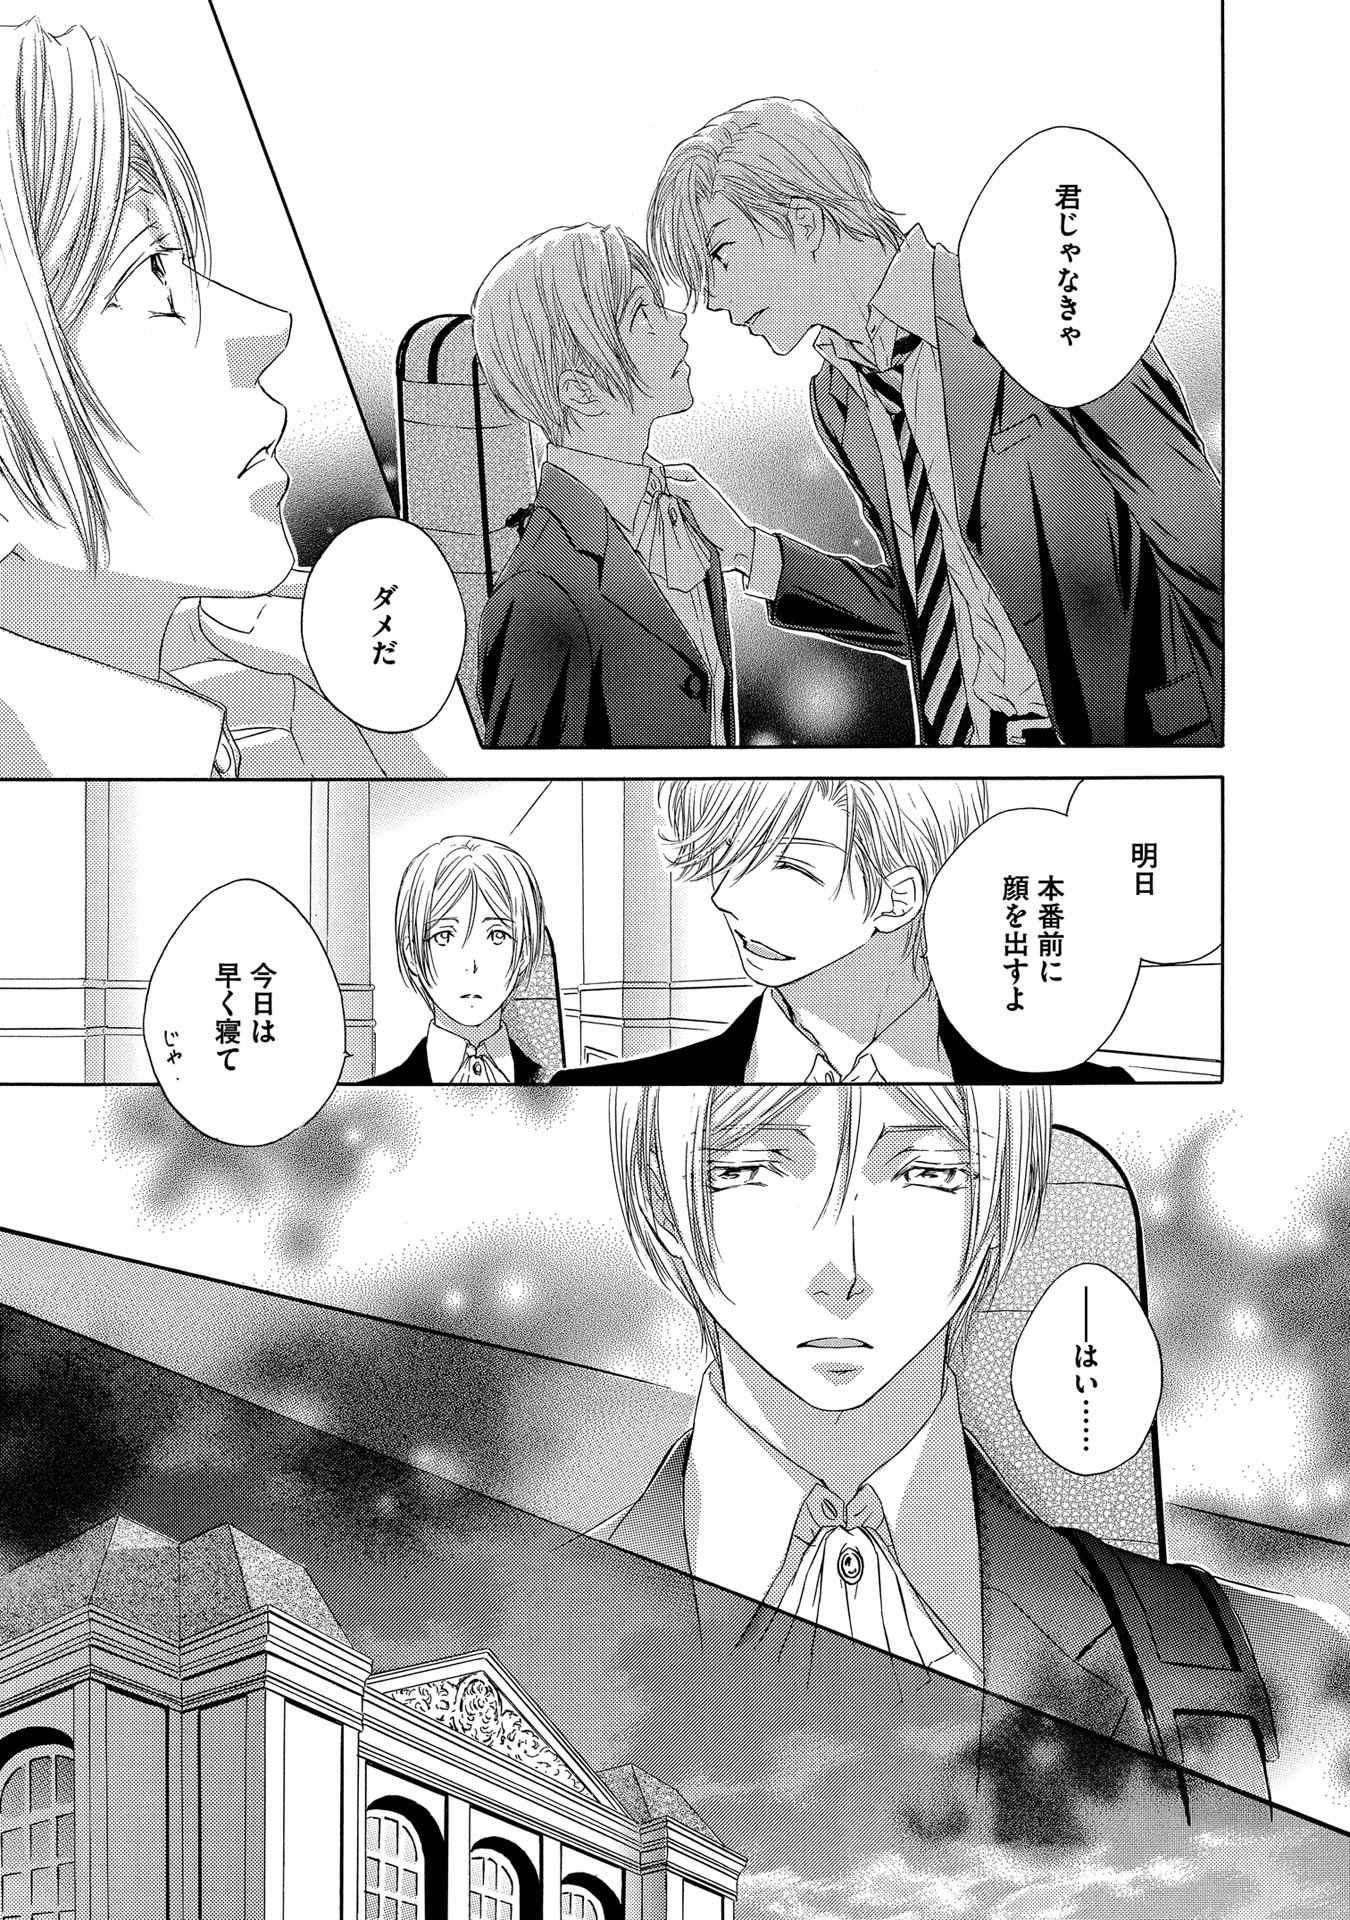 君じゃなきゃ
ダメだ
明日
本番前に
顔を出すよ
今日は
早く寝て
じゃ.
──はい……